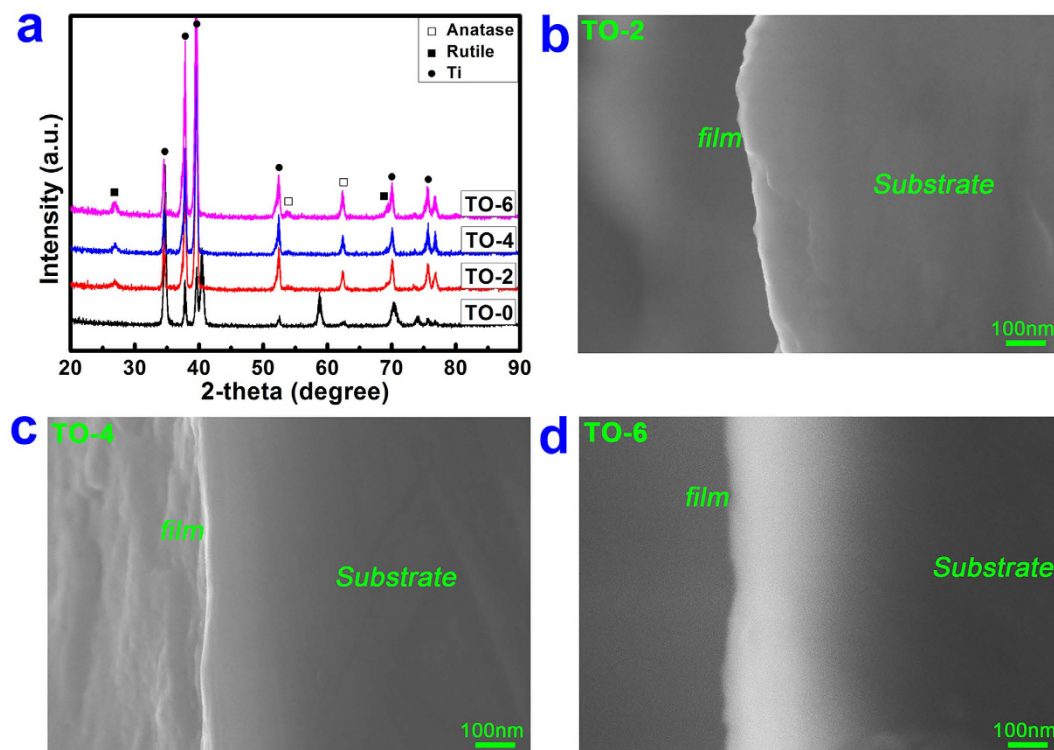 a
Intensity (a.u.)
□ Anatase
■ Rutile
● Ti
TO-6
TO-4
TO-2
TO-0
20 30 40 50 60 70 80 90
2-theta (degree)
b
TO-2
film
Substrate
100nm
c
TO-4
film
Substrate
100nm
d
TO-6
film
Substrate
100nm